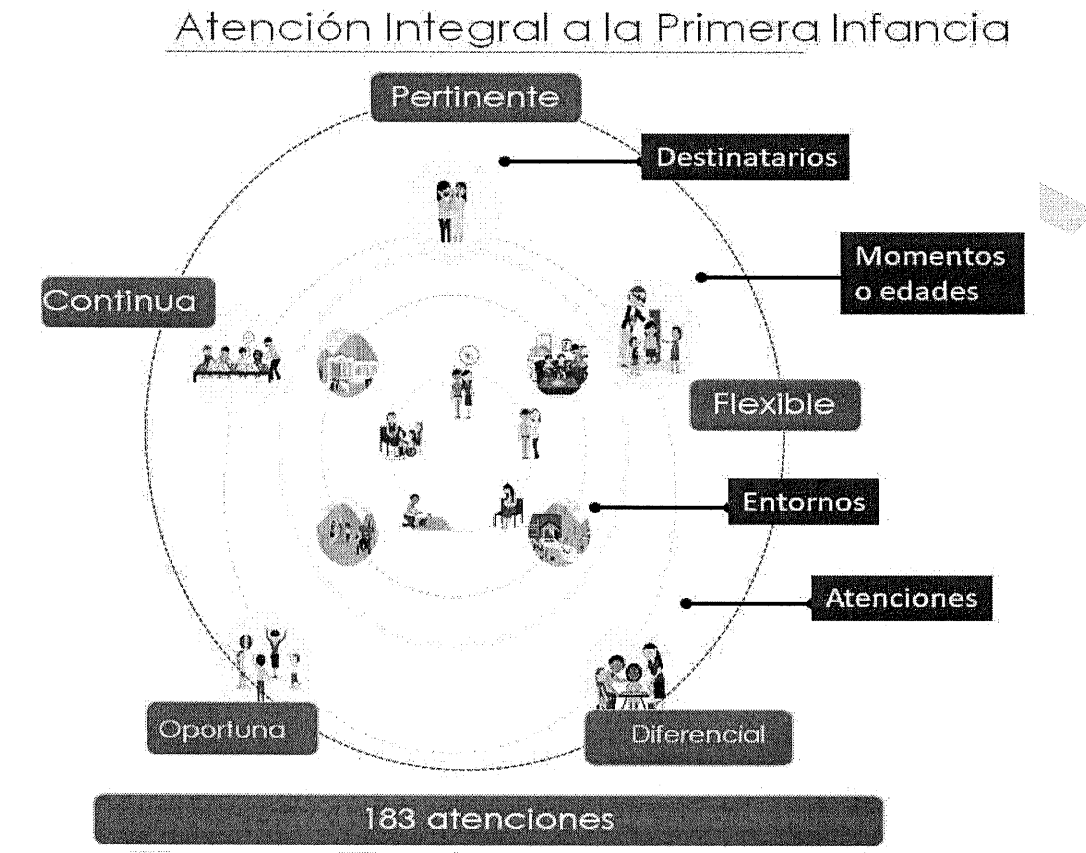 Atención Integral a la Primera Infancia
Pertinente
Destinatarios
Momentos
o edades
Continua
Flexible
Entornos
Atenciones
Oportuna
Diferencial
183 atenciones